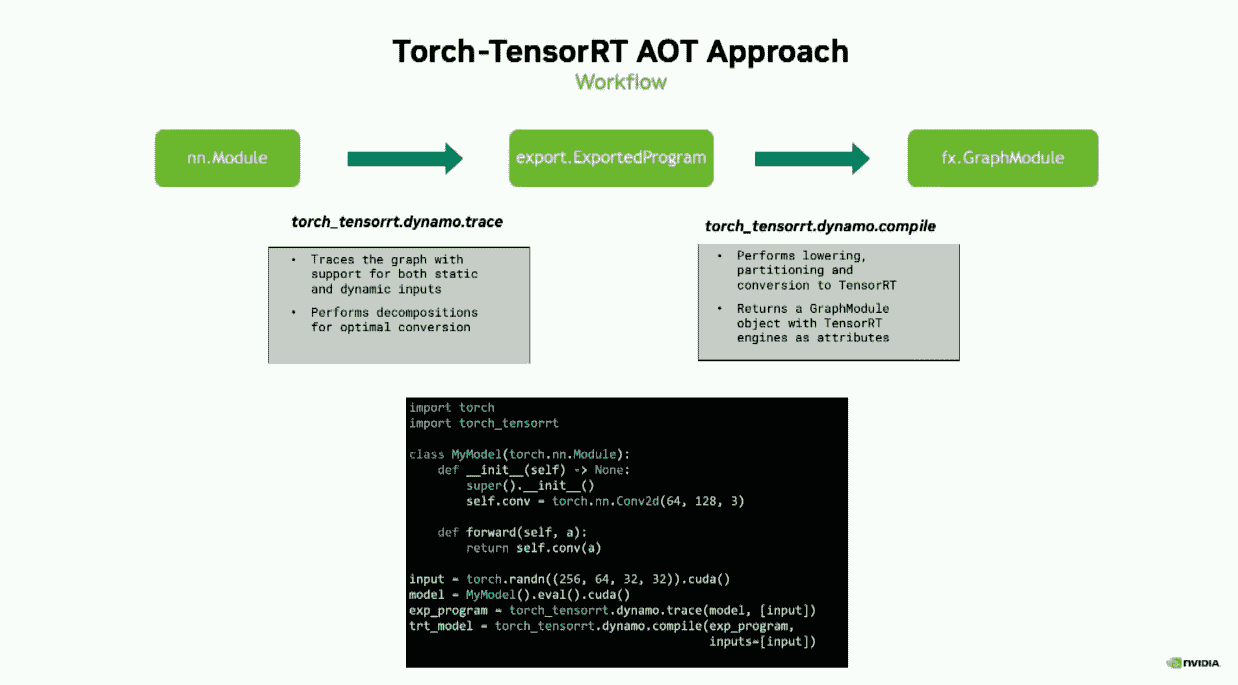 Torch-TensorRT AOT Approach
Workflow
nn.Module
export.ExportedProgram
fx.GraphModule
torch_tensorrt.dynamo.trace
• Traces the graph with
support for both static
and dynamic inputs
• Performs decompositions
for optimal conversion
torch_tensorrt.dynamo.compile
• Performs lowering,
partitioning and
conversion to TensorRT
• Returns a GraphModule
object with TensorRT
engines as attributes
import torch
import torch_tensorrt
class MyModel(torch.nn.Module):
    def __init__(self) -> None:
        super().__init__()
        self.conv = torch.nn.Conv2d(64, 128, 3)
    def forward(self, a):
        return self.conv(a)
input = torch.randn((256, 64, 32, 32)).cuda()
model = MyModel().eval().cuda()
exp_program = torch_tensorrt.dynamo.trace(model, [input])
trt_model = torch_tensorrt.dynamo.compile(exp_program,
                                          inputs=[input])
NVIDIA.